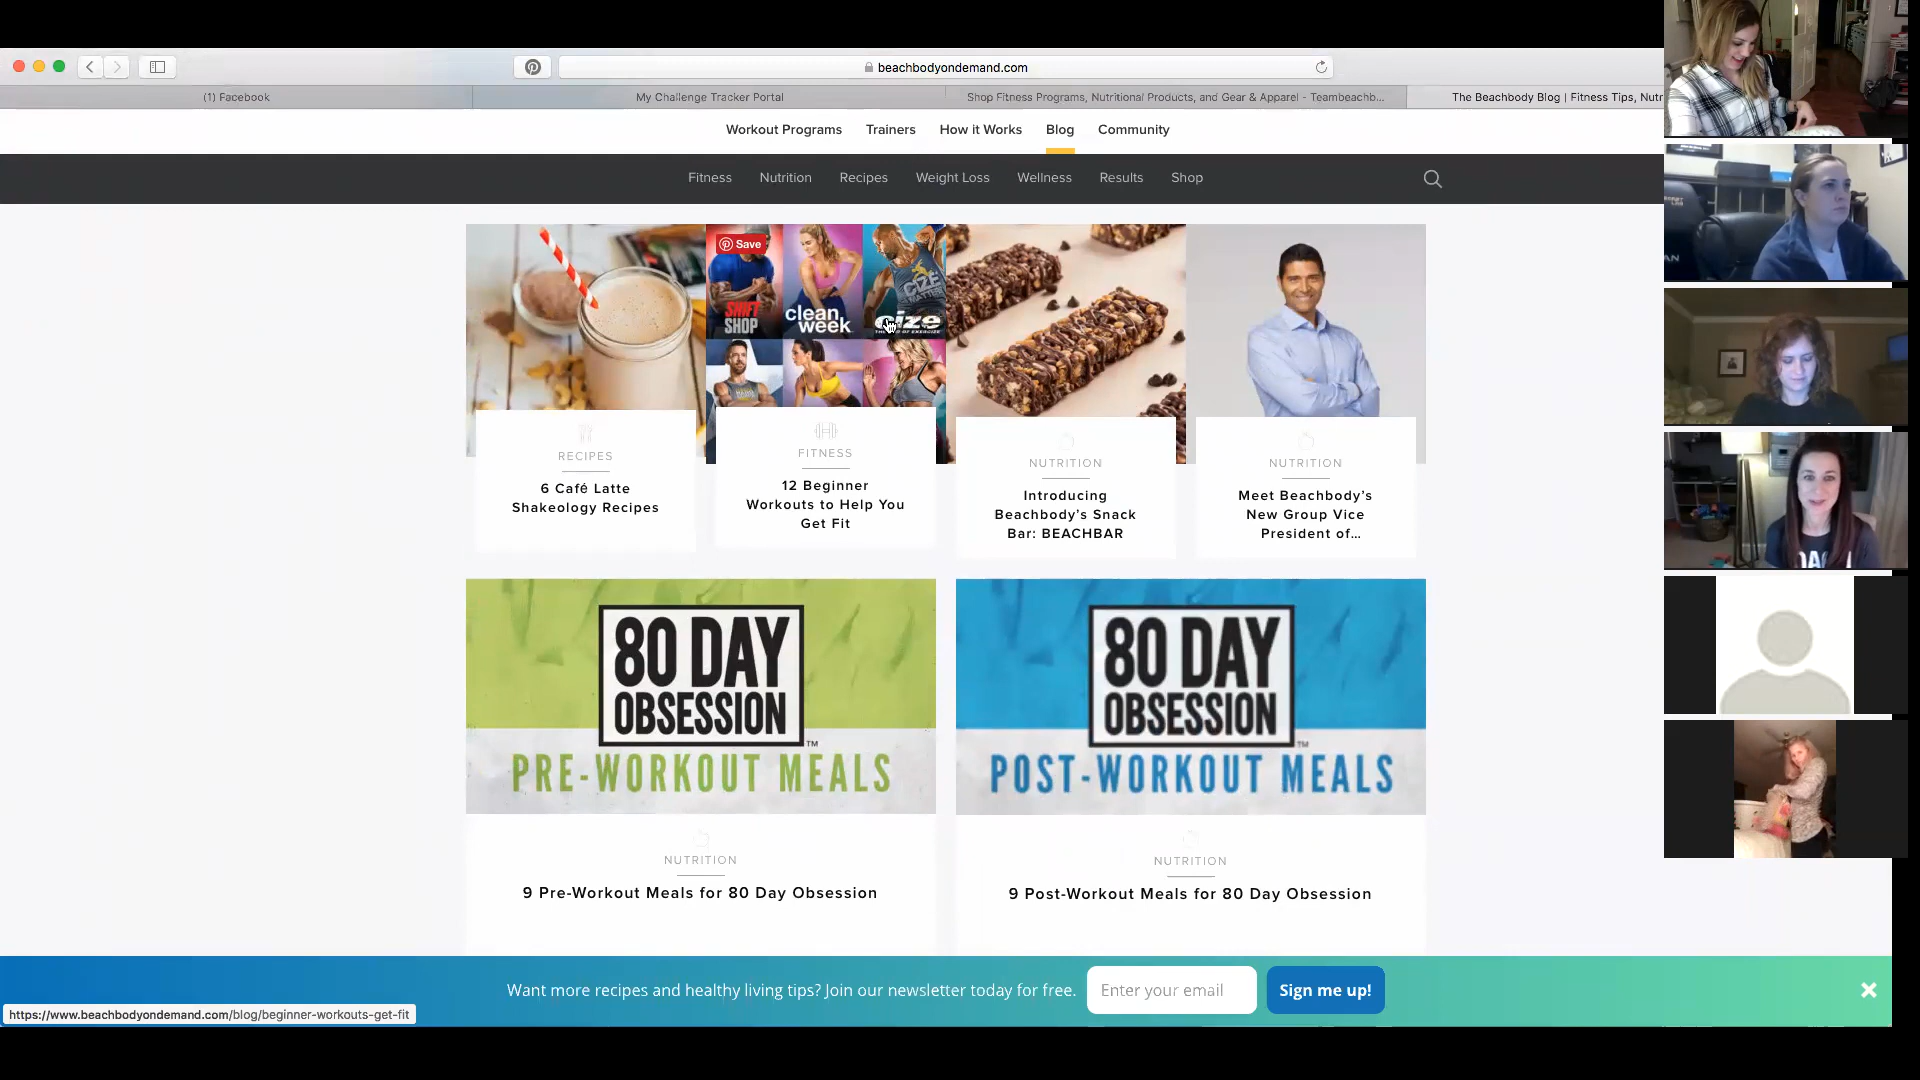 beachbodyondemand.com
(1) Facebook
My Challenge Tracker Portal
Shop Fitness Programs, Nutritional Products, and Gear & Apparel - Teambeachb...
The Beachbody Blog | Fitness Tips, Nutr
Workout Programs
Trainers
How it Works
Blog
Community
Fitness
Nutrition
Recipes
Weight Loss
Wellness
Results
Shop
Save
SHIFT
SHOP
clean
week
CIZE
MATTER
cize
RECIPES
6 Café Latte
Shakeology Recipes
FITNESS
12 Beginner
Workouts to Help You
Get Fit
NUTRITION
Introducing
Beachbody's Snack
Bar: BEACHBAR
NUTRITION
Meet Beachbody's
New Group Vice
President of...
80 DAY
OBSESSION
TM
PRE-WORKOUT MEALS
80 DAY
OBSESSION
TM
POST-WORKOUT MEALS
NUTRITION
9 Pre-Workout Meals for 80 Day Obsession
NUTRITION
9 Post-Workout Meals for 80 Day Obsession
Want more recipes and healthy living tips? Join our newsletter today for free.
Enter your email
Sign me up!
https://www.beachbodyondemand.com/blog/beginner-workouts-get-fit